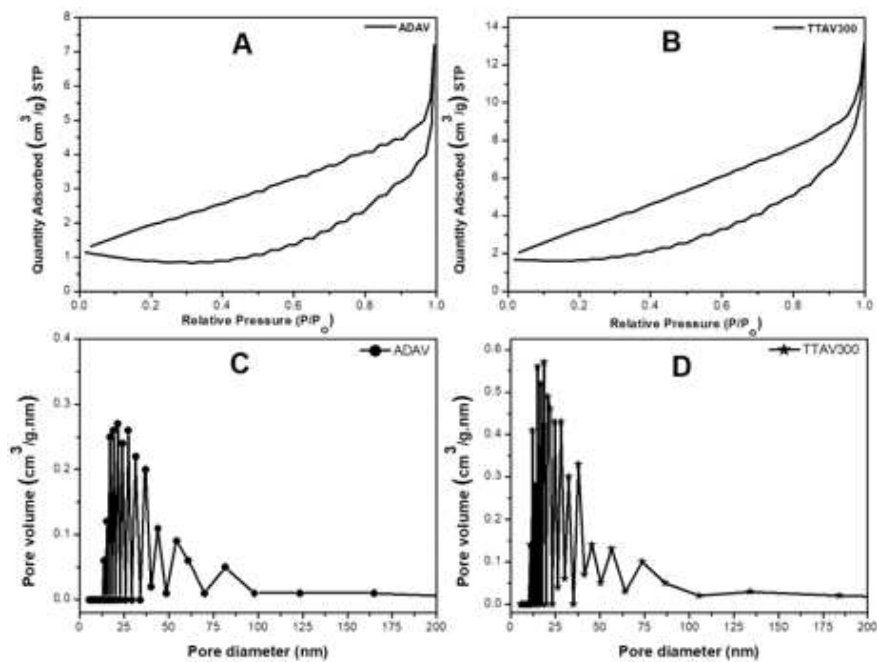 A
ADAV
Quantity Adsorbed (cm³/g) STP
8
7
6
5
4
3
2
1
0
0.0 0.2 0.4 0.6 0.8 1.0
Relative Pressure (P/Po)
B
TTAV300
Quantity Adsorbed (cm³/g) STP
14
12
10
8
6
4
2
0
0.0 0.2 0.4 0.6 0.8 1.0
Relative Pressure (P/Po)
C
ADAV
Pore volume (cm³/g.nm)
0.4
0.3
0.2
0.1
0.0
0 25 50 75 100 125 150 175 200
Pore diameter (nm)
D
TTAV300
Pore volume (cm³/g.nm)
0.6
0.5
0.4
0.3
0.2
0.1
0.0
0 25 50 75 100 125 150 175 200
Pore diameter (nm)